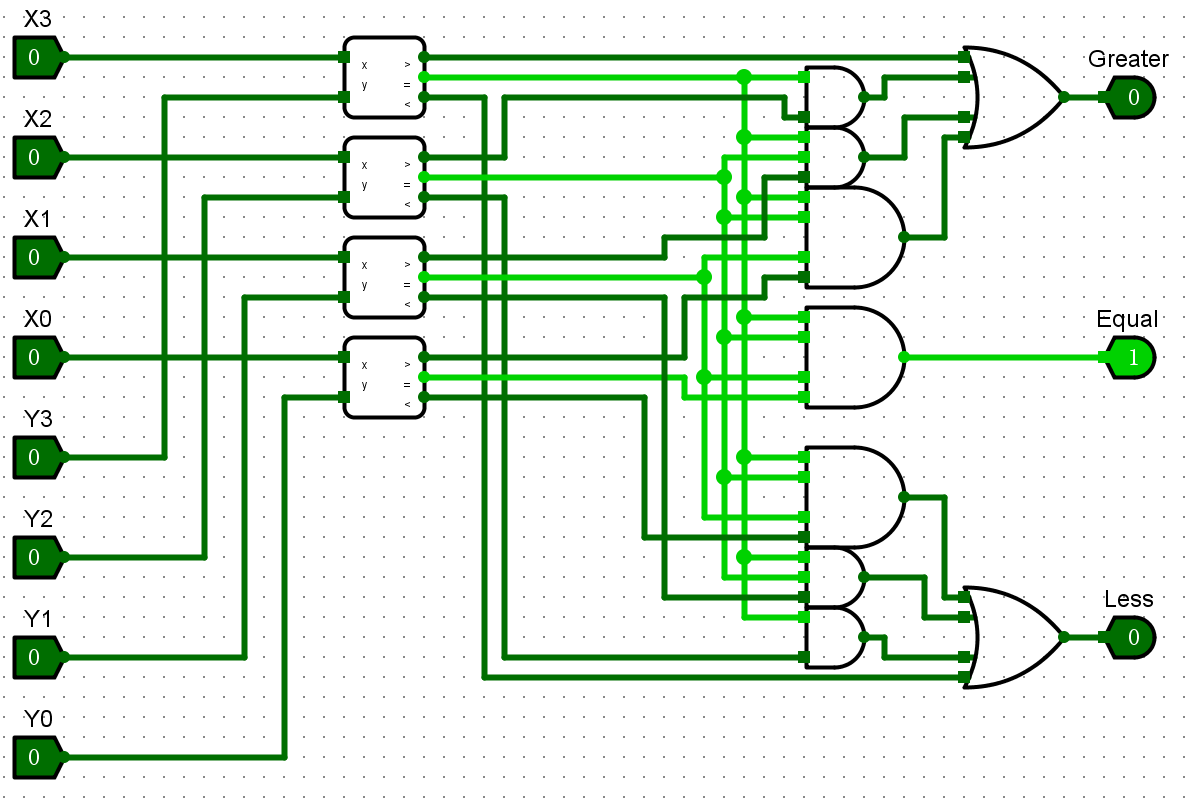 X3
0
X2
0
X1
0
X0
0
Y3
0
Y2
0
Y1
0
Y0
0
x
y
>
=
<
x
y
>
=
<
x
y
>
=
<
x
y
>
=
<
Greater
0
Equal
1
Less
0